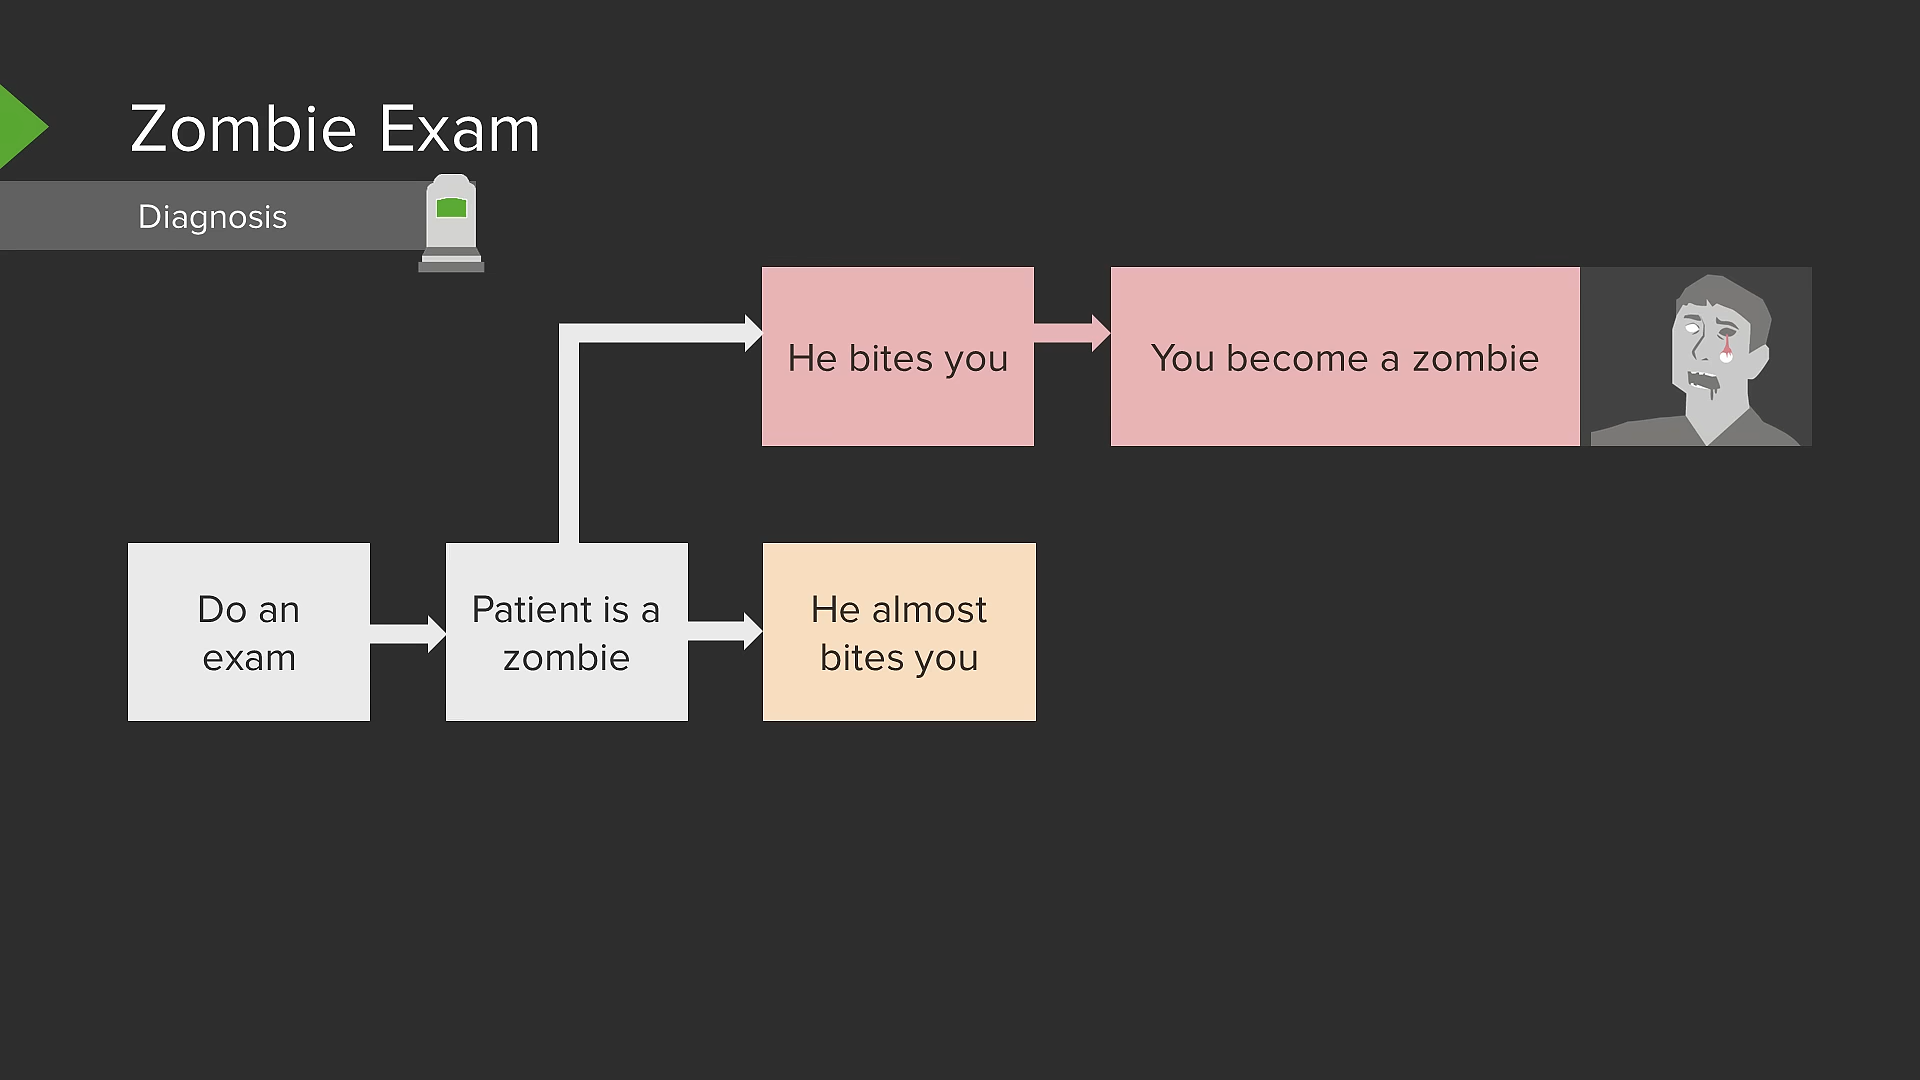 Zombie Exam
Diagnosis
He bites you
You become a zombie
Do an
exam
Patient is a
zombie
He almost
bites you